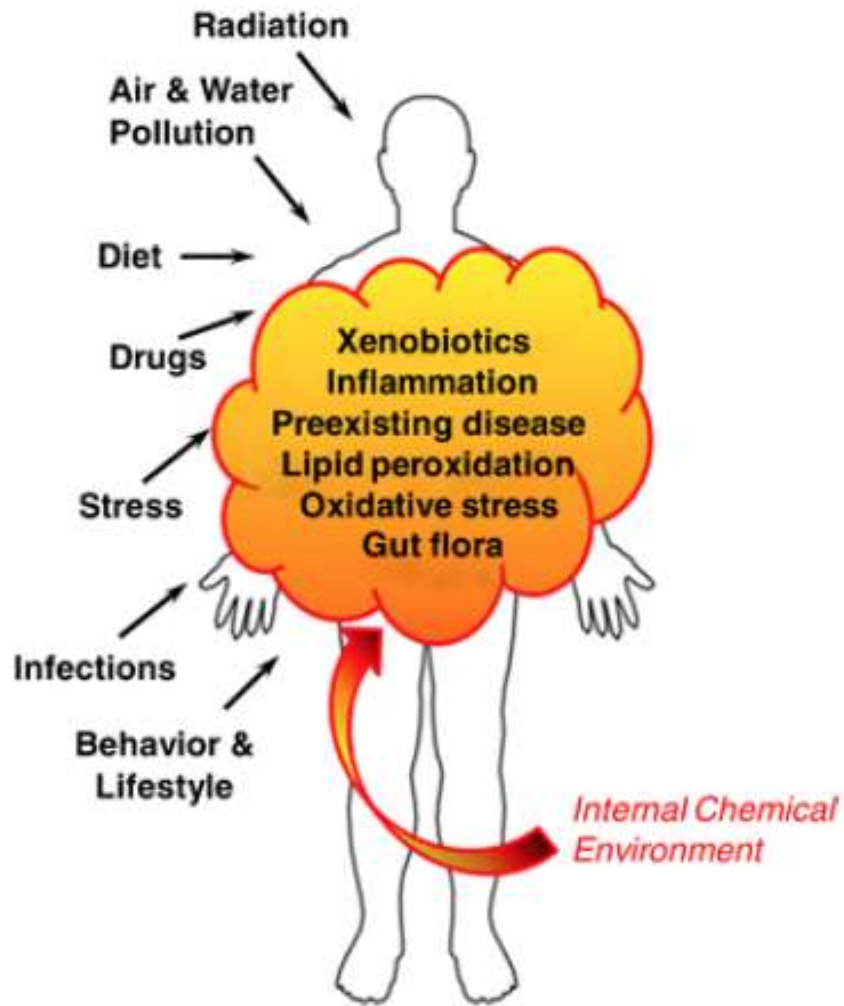 Radiation
Air & Water
Pollution
Diet
Drugs
Stress
Infections
Behavior &
Lifestyle
Xenobiotics
Inflammation
Preexisting disease
Lipid peroxidation
Oxidative stress
Gut flora
Internal Chemical
Environment